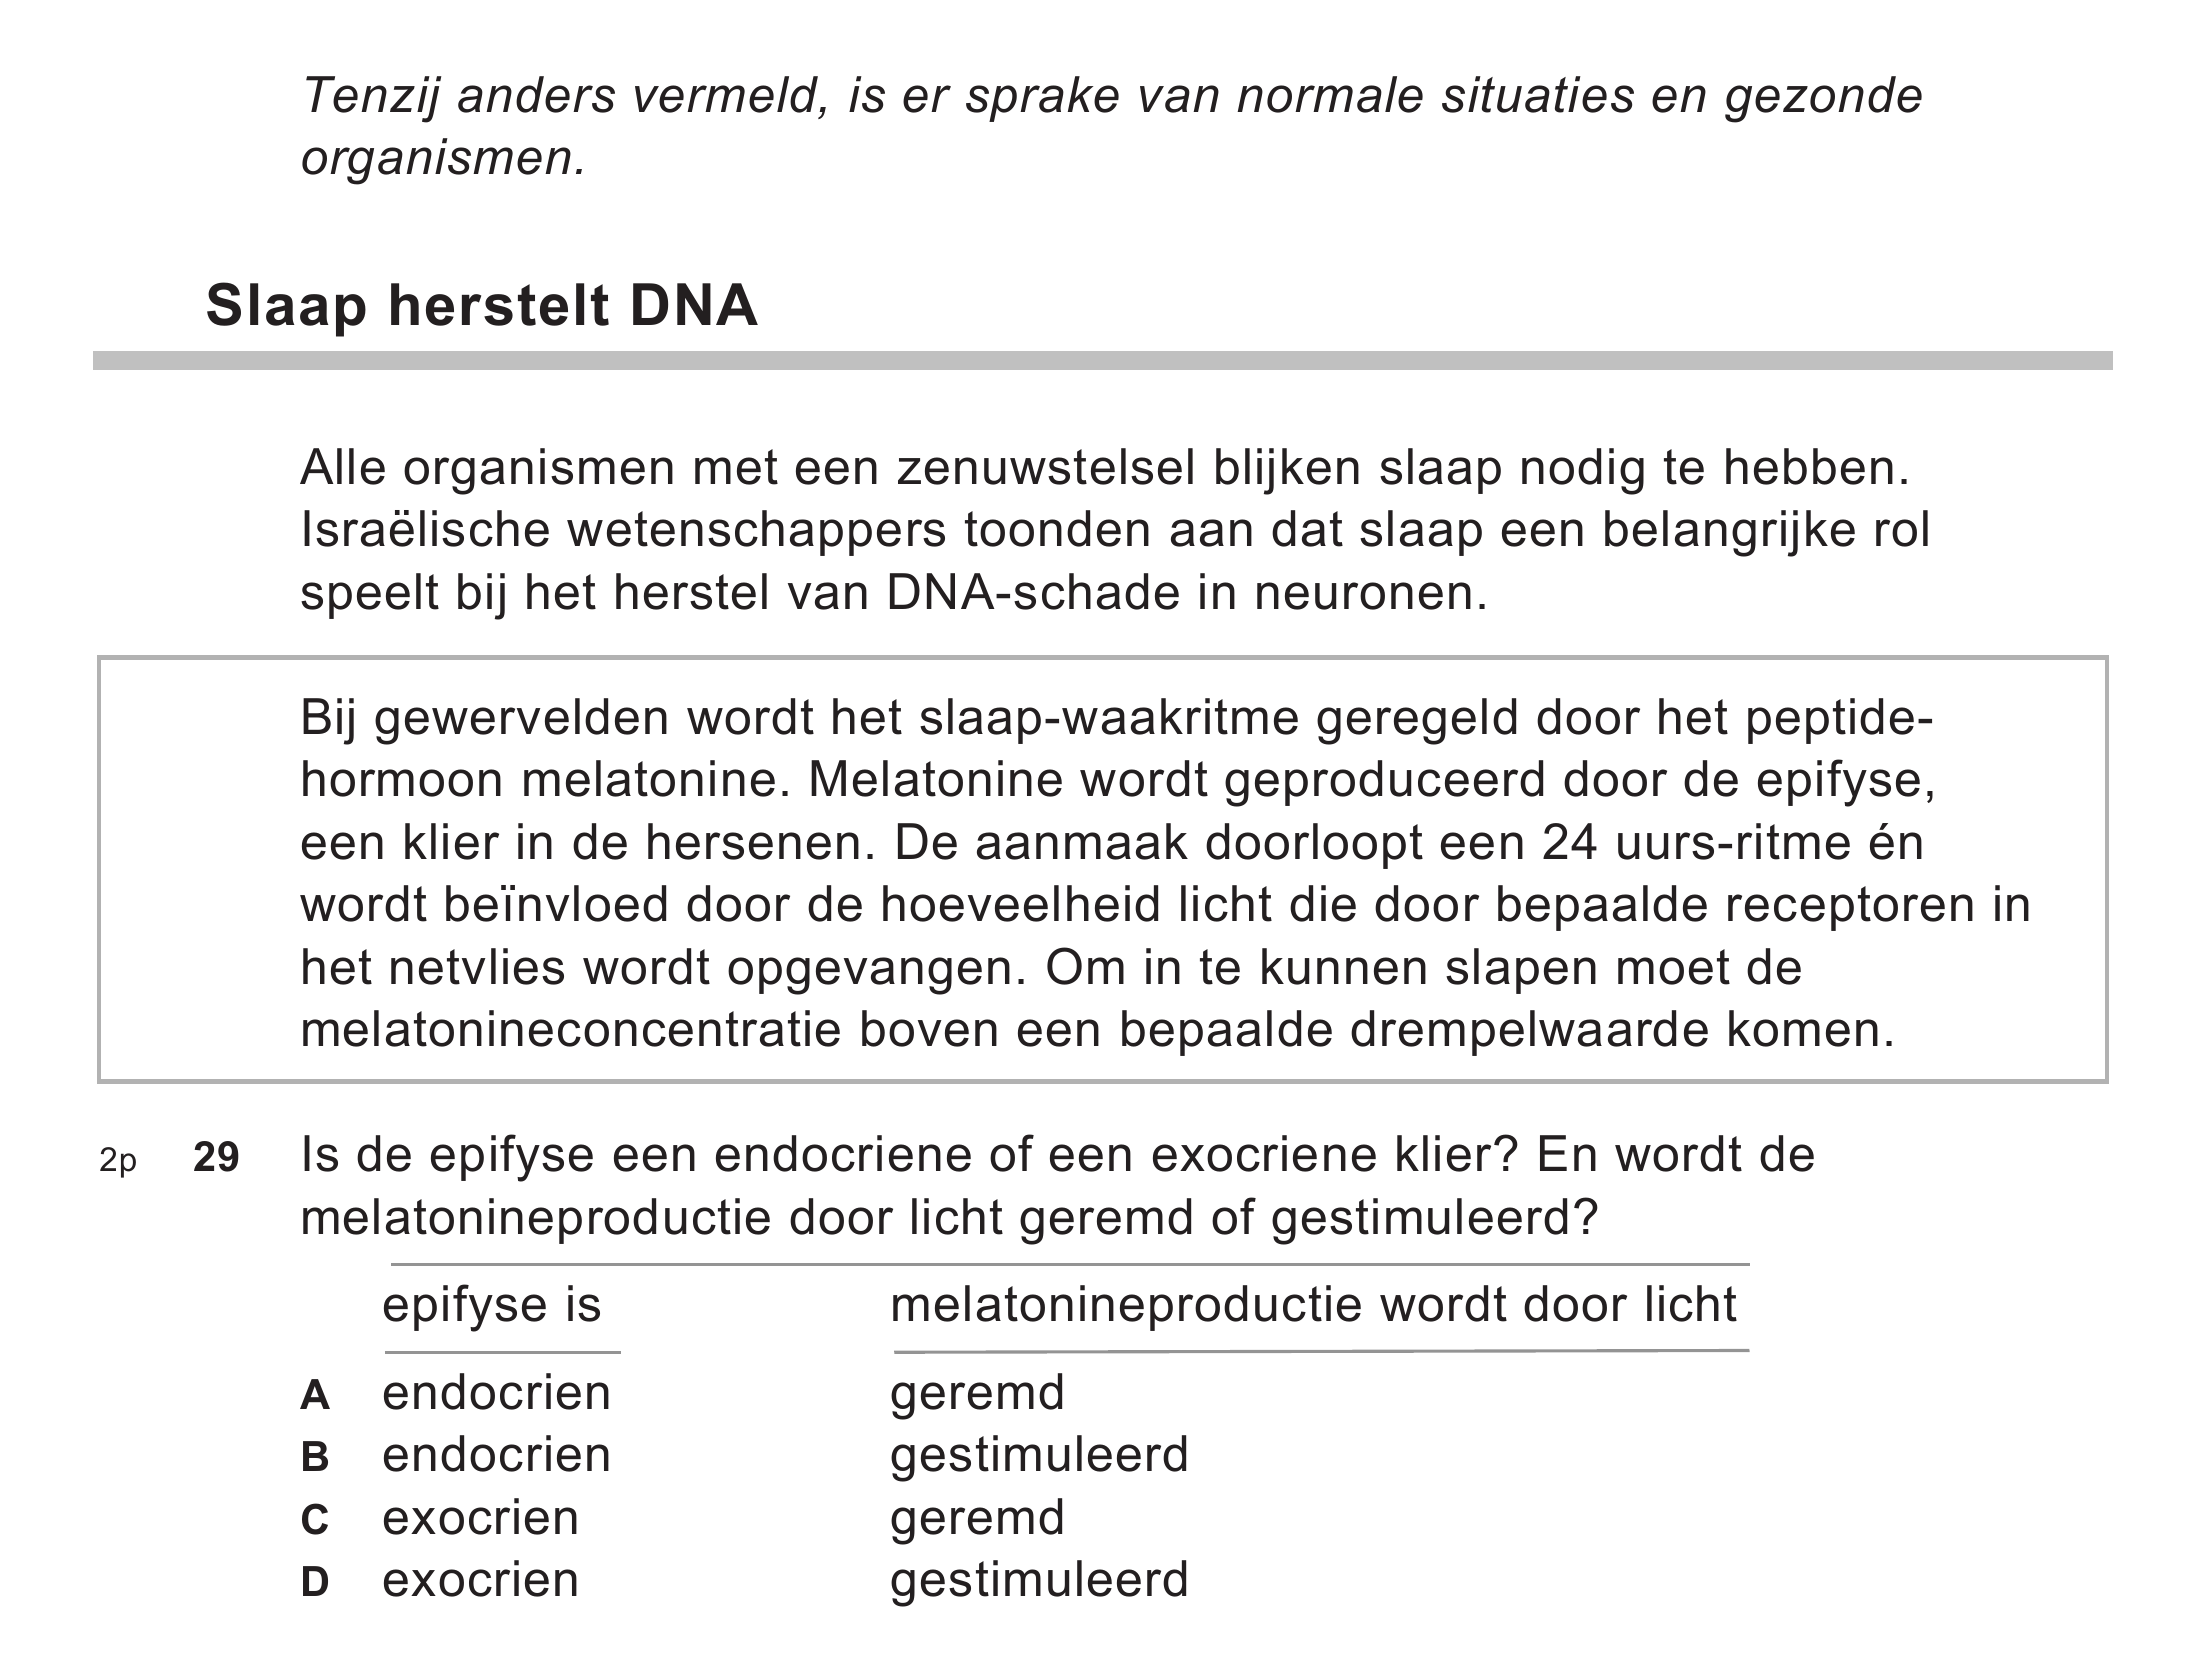 Tenzij anders vermeld, is er sprake van normale situaties en gezonde
organismen.
Slaap herstelt DNA
Alle organismen met een zenuwstelsel blijken slaap nodig te hebben.
Israëlische wetenschappers toonden aan dat slaap een belangrijke rol
speelt bij het herstel van DNA-schade in neuronen.
Bij gewervelden wordt het slaap-waakritme geregeld door het peptide-
hormoon melatonine. Melatonine wordt geproduceerd door de epifyse,
een klier in de hersenen. De aanmaak doorloopt een 24 uurs-ritme én
wordt beïnvloed door de hoeveelheid licht die door bepaalde receptoren in
het netvlies wordt opgevangen. Om in te kunnen slapen moet de
melatonineconcentratie boven een bepaalde drempelwaarde komen.
2p 29 Is de epifyse een endocriene of een exocriene klier? En wordt de
melatonineproductie door licht geremd of gestimuleerd?
epifyse is melatonineproductie wordt door licht
A endocrien geremd
B endocrien gestimuleerd
C exocrien geremd
D exocrien gestimuleerd